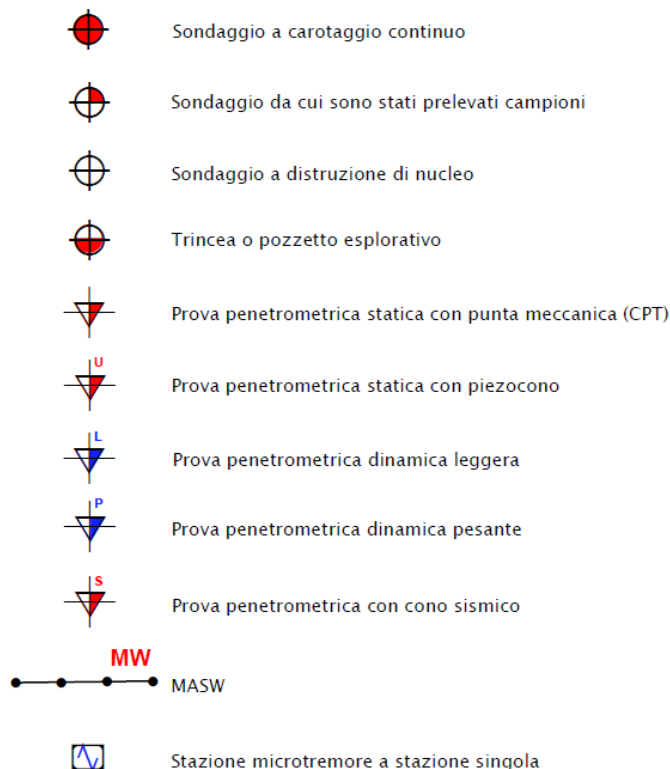 Sondaggio a carotaggio continuo
Sondaggio da cui sono stati prelevati campioni
Sondaggio a distruzione di nucleo
Trincea o pozzetto esplorativo
Prova penetrometrica statica con punta meccanica (CPT)
U
Prova penetrometrica statica con piezocono
L
Prova penetrometrica dinamica leggera
P
Prova penetrometrica dinamica pesante
S
Prova penetrometrica con cono sismico
MW
MASW
Stazione microtremore a stazione singola